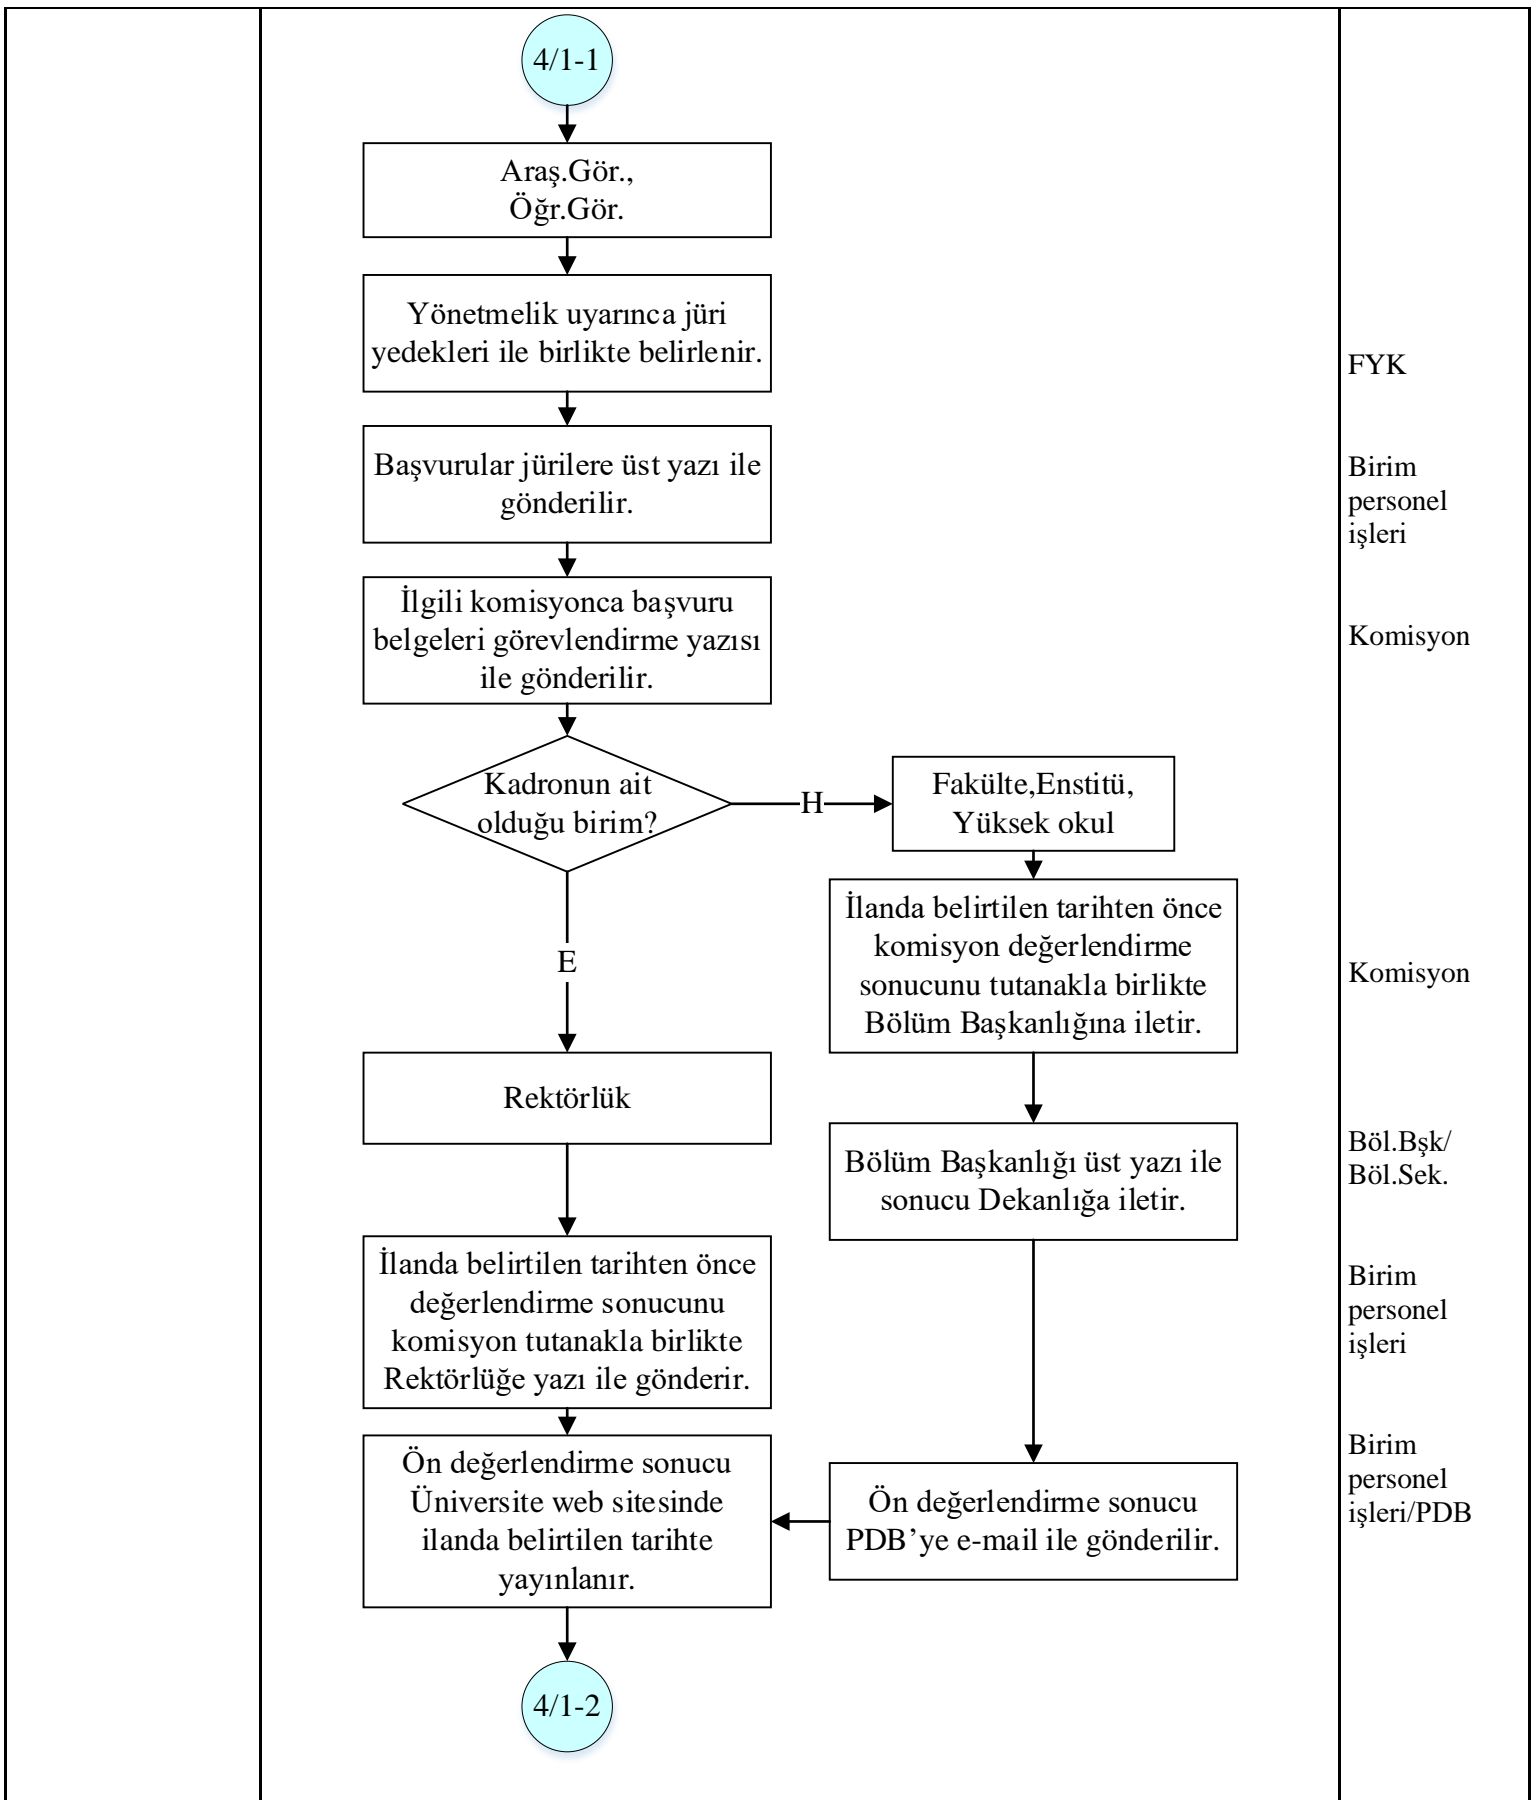 4/1-1
Araş.Gör.,
Öğr.Gör.
Yönetmelik uyarınca jüri
yedekleri ile birlikte belirlenir.
FYK
Başvurular jürilere üst yazı ile
gönderilir.
Birim
personel
işleri
İlgili komisyonca başvuru
belgeleri görevlendirme yazısı
ile gönderilir.
Komisyon
Kadronun ait
olduğu birim?
H
Fakülte,Enstitü,
Yüksek okul
E
İlanda belirtilen tarihten önce
komisyon değerlendirme
sonucunu tutanakla birlikte
Bölüm Başkanlığına iletir.
Komisyon
Rektörlük
Bölüm Başkanlığı üst yazı ile
sonucu Dekanlığa iletir.
Böl.Bşk/
Böl.Sek.
İlanda belirtilen tarihten önce
değerlendirme sonucunu
komisyon tutanakla birlikte
Rektörlüğe yazı ile gönderir.
Birim
personel
işleri
Ön değerlendirme sonucu
Üniversite web sitesinde
ilanda belirtilen tarihte
yayınlanır.
Ön değerlendirme sonucu
PDB’ye e-mail ile gönderilir.
Birim
personel
işleri/PDB
4/1-2